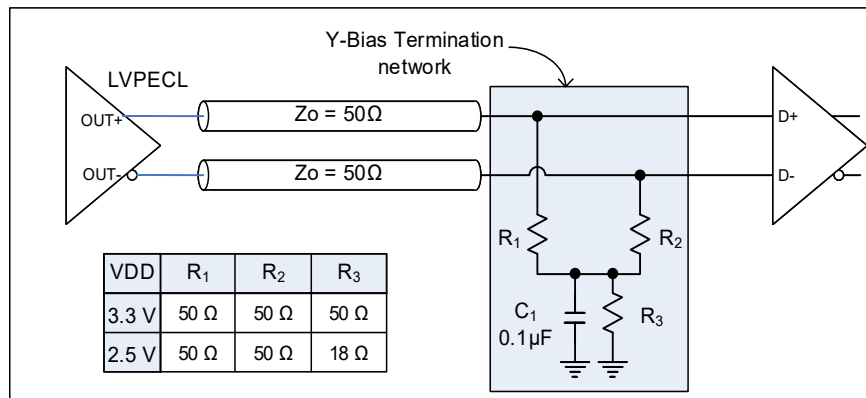 Y-Bias Termination
network
LVPECL
OUT+
Zo = 50Ω
D+
OUT-
Zo = 50Ω
D-
R1
R2
VDD R1 R2 R3
3.3 V 50 Ω 50 Ω 50 Ω
2.5 V 50 Ω 50 Ω 18 Ω
C1
0.1µF
R3